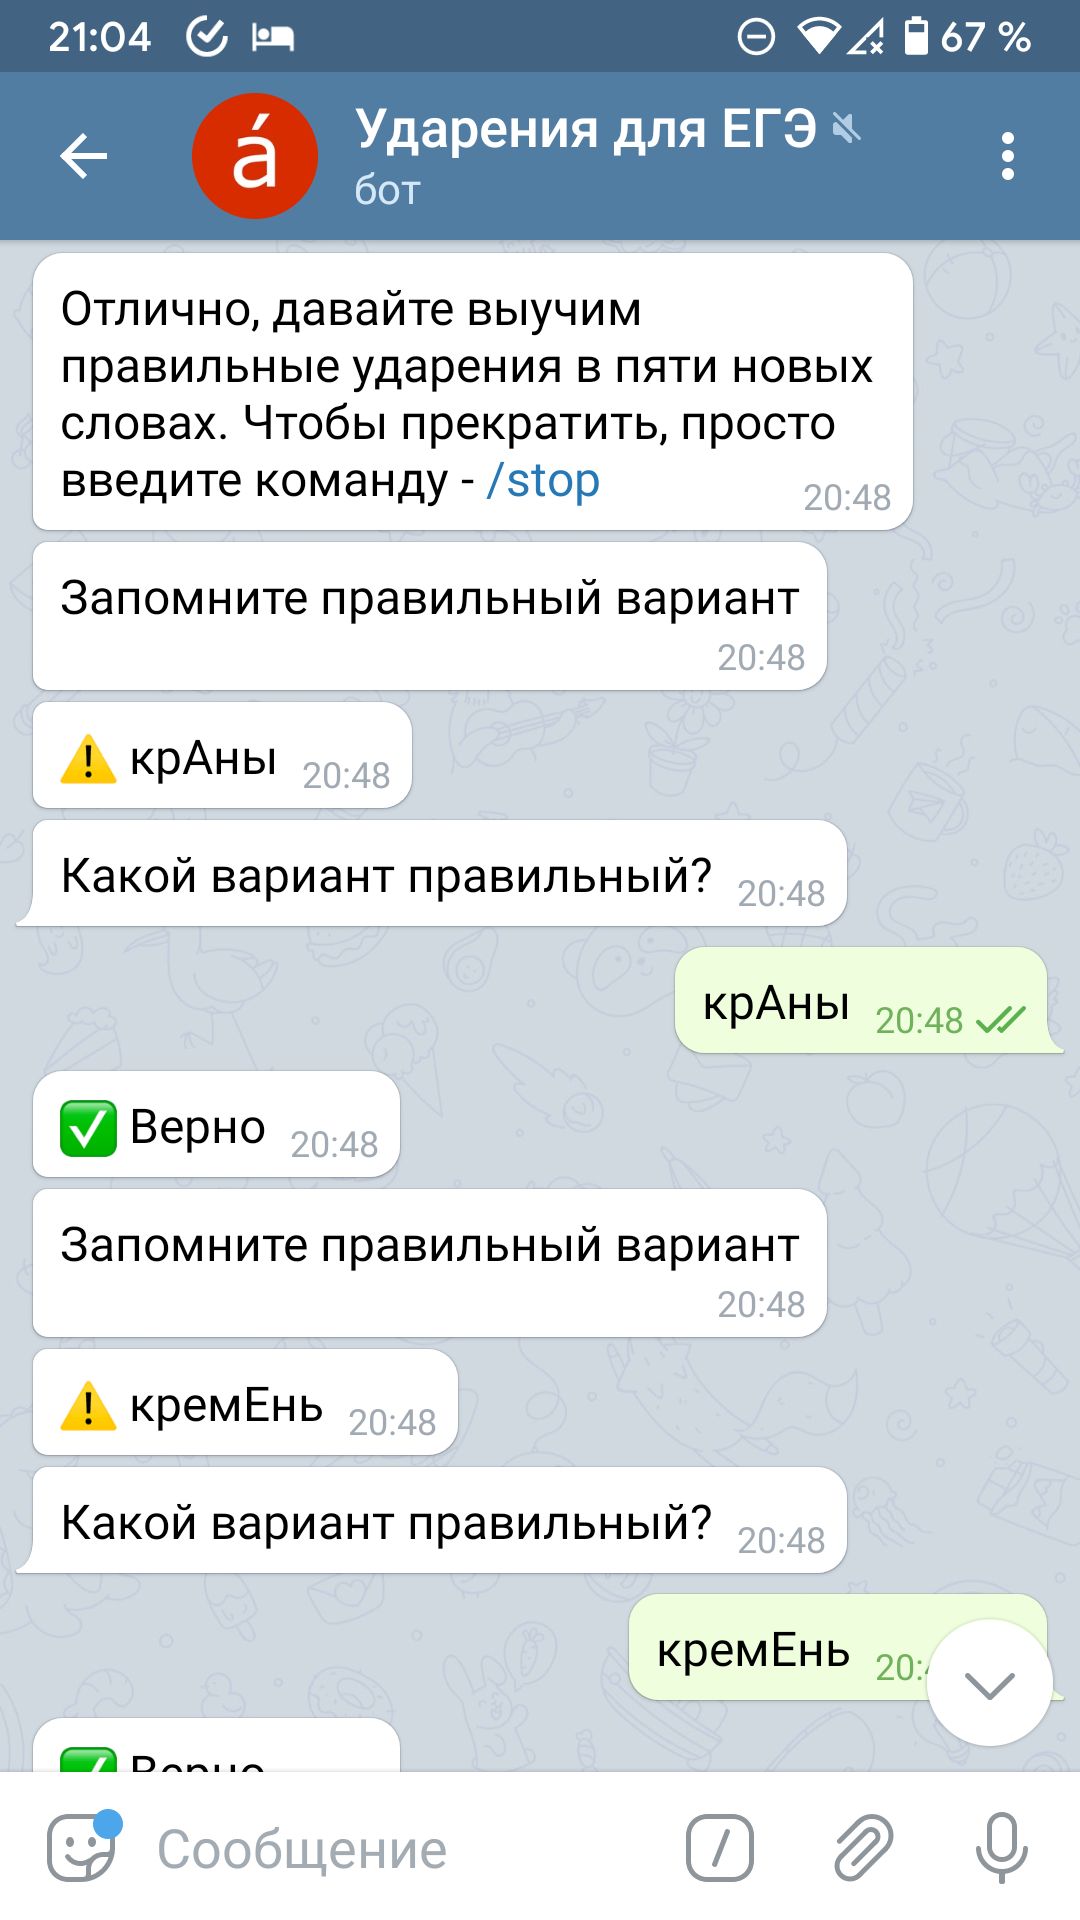 21:04
67 %
á
Ударения для ЕГЭ
бот
Отлично, давайте выучим
правильные ударения в пяти новых
словах. Чтобы прекратить, просто
введите команду - /stop
20:48
Запомните правильный вариант
20:48
крАны 20:48
Какой вариант правильный? 20:48
крАны 20:48
Верно 20:48
Запомните правильный вариант
20:48
кремЕнь 20:48
Какой вариант правильный? 20:48
кремЕнь
Верно
Сообщение